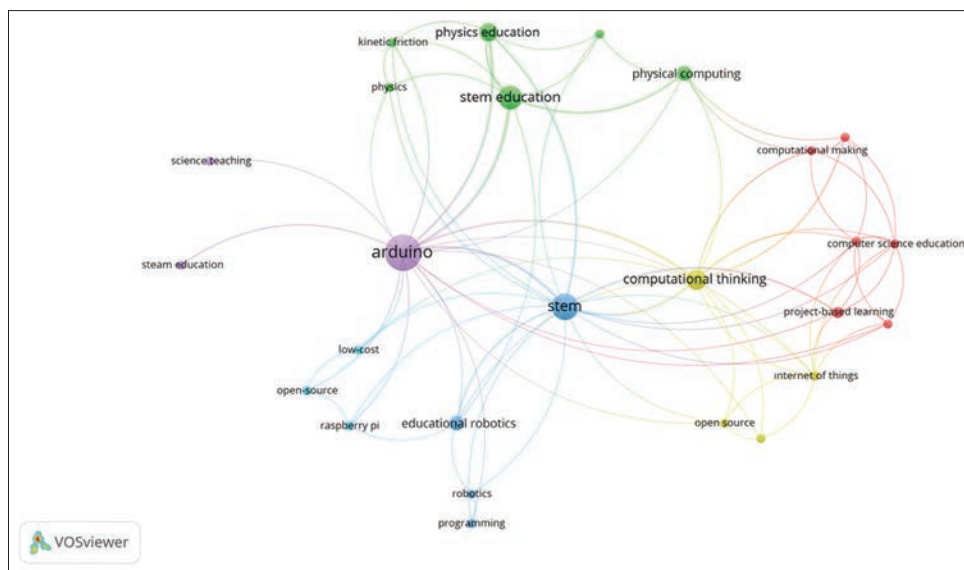 physics education
kinetic friction
physical computing
physics
stem education
computational making
science teaching
computer science education
arduino
steam education
computational thinking
stem
project-based learning
low-cost
internet of things
open-source
raspberry pi
educational robotics
open source
robotics
programming
VOSviewer